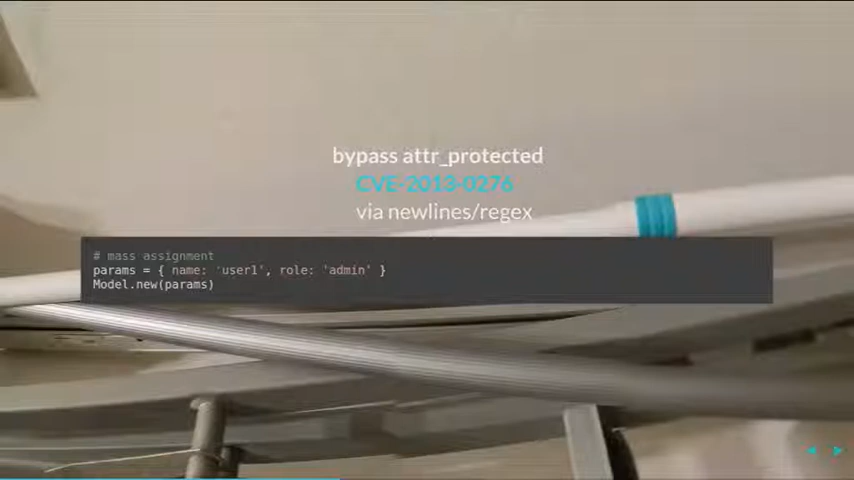 bypass attr_protected
CVE-2013-0276
via newlines/regex
# mass assignment
params = { name: 'user1', role: 'admin' }
Model.new(params)